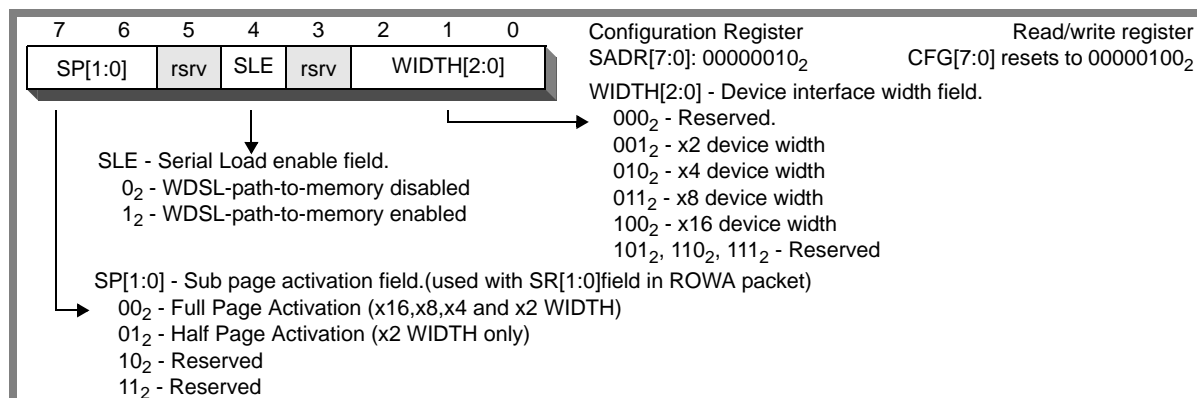 7 6 5 4 3 2 1 0
SP[1:0] rsrv SLE rsrv WIDTH[2:0]
Configuration Register Read/write register
SADR[7:0]: 00000010₂ CFG[7:0] resets to 00000100₂
WIDTH[2:0] - Device interface width field.
000₂ - Reserved.
001₂ - x2 device width
010₂ - x4 device width
011₂ - x8 device width
100₂ - x16 device width
101₂, 110₂, 111₂ - Reserved
SLE - Serial Load enable field.
0₂ - WDSL-path-to-memory disabled
1₂ - WDSL-path-to-memory enabled
SP[1:0] - Sub page activation field.(used with SR[1:0]field in ROWA packet)
00₂ - Full Page Activation (x16,x8,x4 and x2 WIDTH)
01₂ - Half Page Activation (x2 WIDTH only)
10₂ - Reserved
11₂ - Reserved